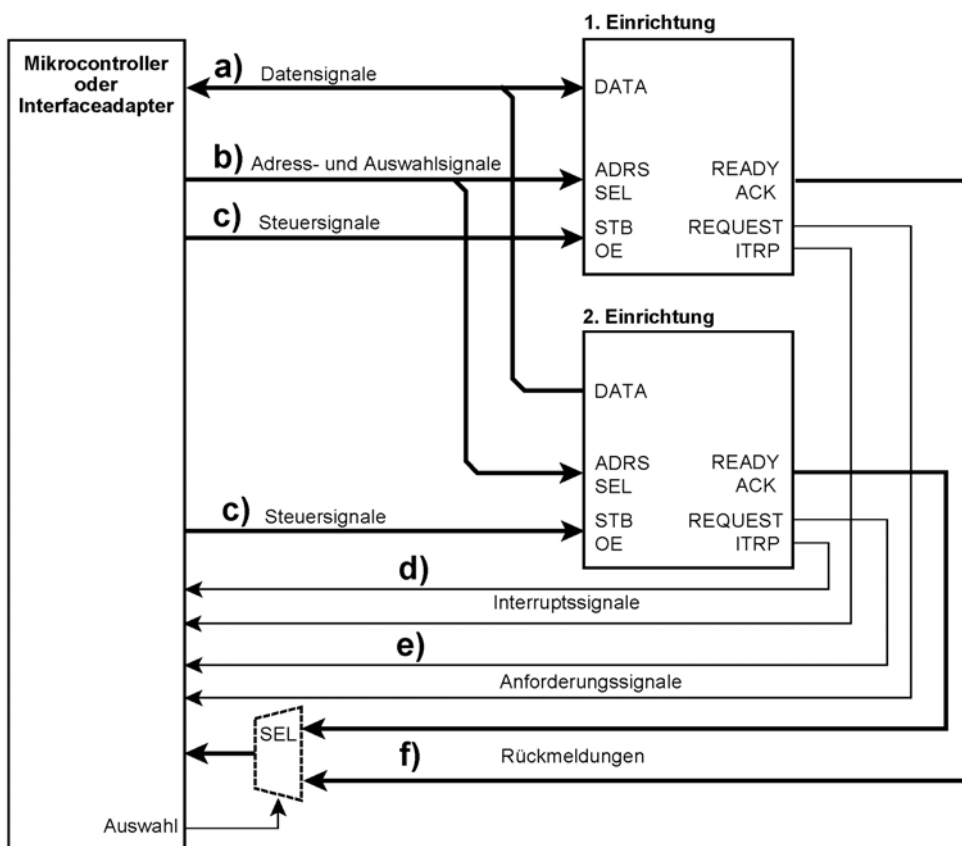 1. Einrichtung
Mikrocontroller
oder
Interfaceadapter
a) Datensignale
DATA
b) Adress- und Auswahlsignale
ADRS READY
SEL ACK
c) Steuersignale
STB REQUEST
OE ITRP
2. Einrichtung
DATA
ADRS READY
SEL ACK
c) Steuersignale
STB REQUEST
OE ITRP
d)
Interruptssignale
e)
Anforderungssignale
SEL
f) Rückmeldungen
Auswahl